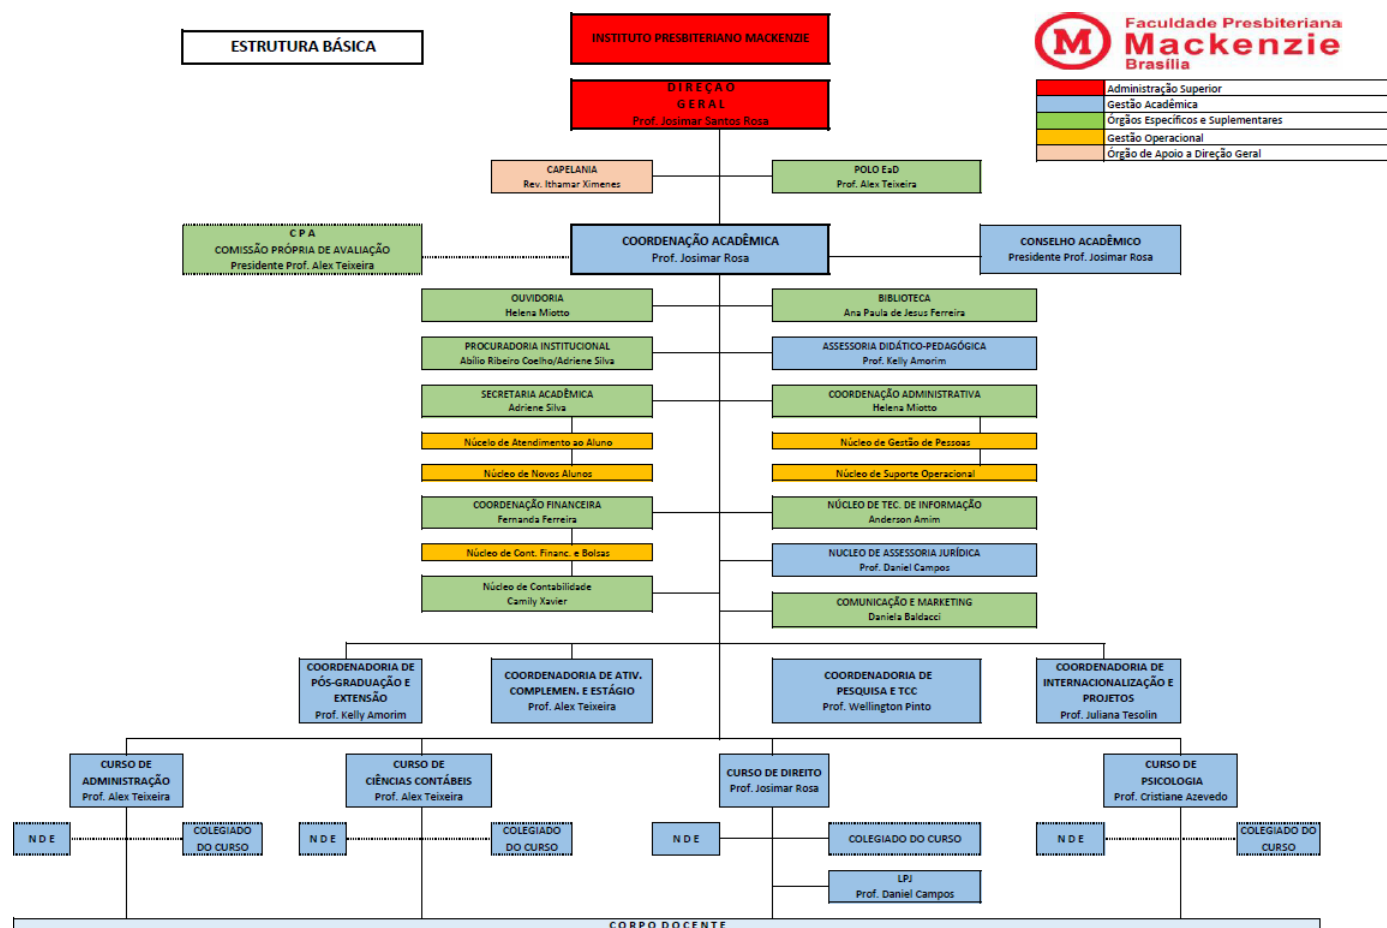 ESTRUTURA BÁSICA
INSTITUTO PRESBITERIANO MACKENZIE
Faculdade Presbiteriana
Mackenzie
Brasília
M
DIREÇAO
GERAL
Prof. Josimar Santos Rosa
Administração Superior
Gestão Acadêmica
Órgãos Específicos e Suplementares
Gestão Operacional
Órgão de Apoio a Direção Geral
CAPELANIA
Rev. Ithamar Ximenes
POLO EaD
Prof. Alex Teixeira
C P A
COMISSÃO PRÓPRIA DE AVALIAÇÃO
Presidente Prof. Alex Teixeira
COORDENAÇÃO ACADÊMICA
Prof. Josimar Rosa
CONSELHO ACADÊMICO
Presidente Prof. Josimar Rosa
OUVIDORIA
Helena Miotto
BIBLIOTECA
Ana Paula de Jesus Ferreira
PROCURADORIA INSTITUCIONAL
Abílio Ribeiro Coelho/Adriene Silva
ASSESSORIA DIDÁTICO-PEDAGÓGICA
Prof. Kelly Amorim
SECRETARIA ACADÊMICA
Adriene Silva
COORDENAÇÃO ADMINISTRATIVA
Helena Miotto
Núcelo de Atendimento ao Aluno
Núcleo de Gestão de Pessoas
Núcleo de Novos Alunos
Núcleo de Suporte Operacional
COORDENAÇÃO FINANCEIRA
Fernanda Ferreira
NÚCLEO DE TEC. DE INFORMAÇÃO
Anderson Amim
Núcleo de Cont. Financ. e Bolsas
NUCLEO DE ASSESSORIA JURÍDICA
Prof. Daniel Campos
Núcleo de Contabilidade
Camily Xavier
COMUNICAÇÃO E MARKETING
Daniela Baldacci
COORDENADORIA DE
PÓS-GRADUAÇÃO E
EXTENSÃO
Prof. Kelly Amorim
COORDENADORIA DE ATIV.
COMPLEMEN. E ESTÁGIO
Prof. Alex Teixeira
COORDENADORIA DE
PESQUISA E TCC
Prof. Wellington Pinto
COORDENADORIA DE
INTERNACIONALIZAÇÃO E
PROJETOS
Prof. Juliana Tesolin
CURSO DE
ADMINISTRAÇÃO
Prof. Alex Teixeira
CURSO DE
CIÊNCIAS CONTÁBEIS
Prof. Alex Teixeira
CURSO DE DIREITO
Prof. Josimar Rosa
CURSO DE
PSICOLOGIA
Prof. Cristiane Azevedo
N D E
COLEGIADO
DO CURSO
N D E
COLEGIADO
DO CURSO
N D E
COLEGIADO DO CURSO
N D E
COLEGIADO DO
CURSO
LPJ
Prof. Daniel Campos
CORPO DOCENTE